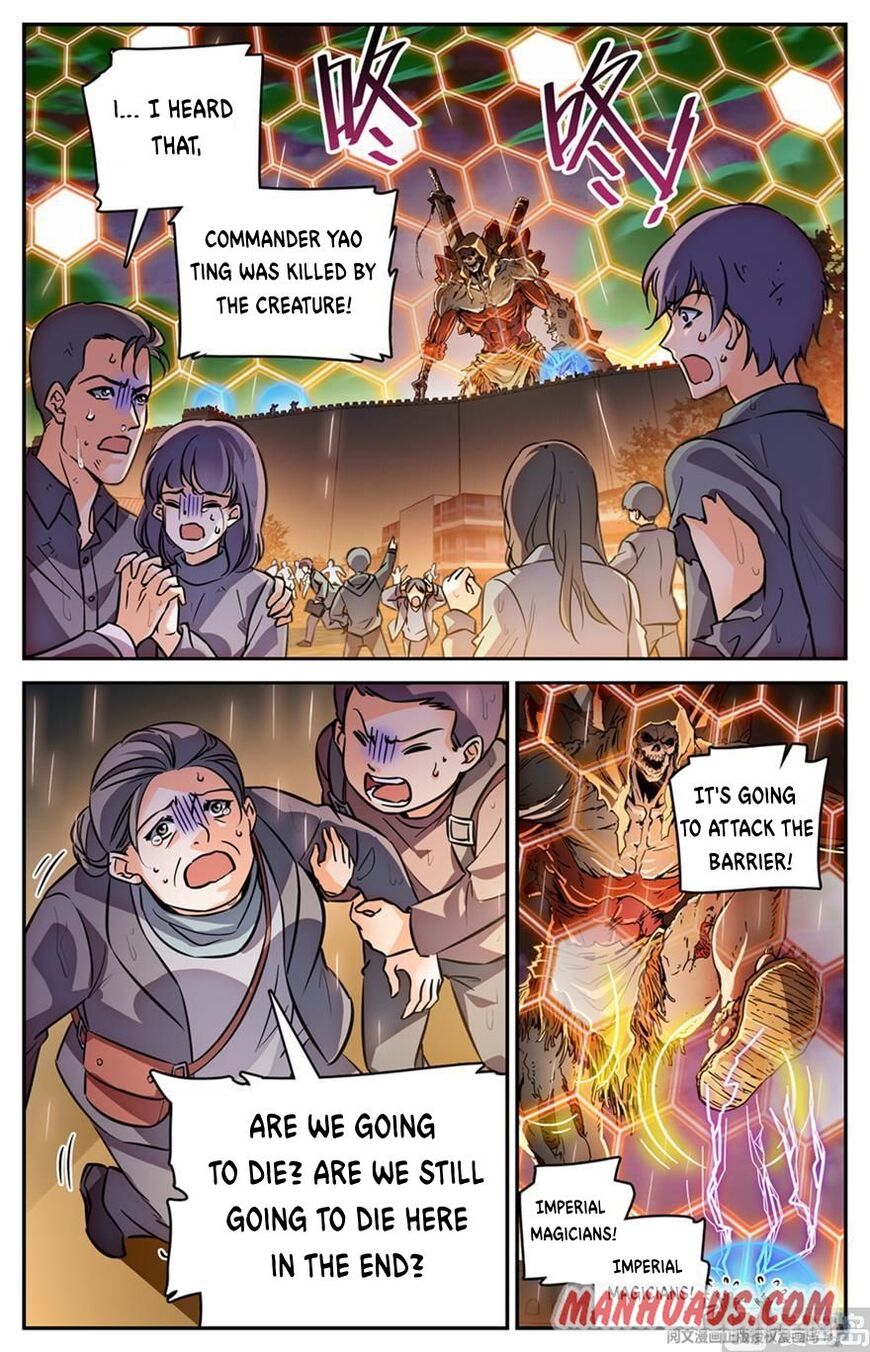 咚
咚!
I... I HEARD
THAT,
COMMANDER YAO
TING WAS KILLED BY
THE CREATURE!
ARE WE GOING
TO DIE? ARE WE STILL
GOING TO DIE HERE
IN THE END?
IT'S GOING
TO ATTACK THE
BARRIER!
IMPERIAL
MAGICIANS!
IMPERIAL
MAGICIANS!
MANHUAUS.COM